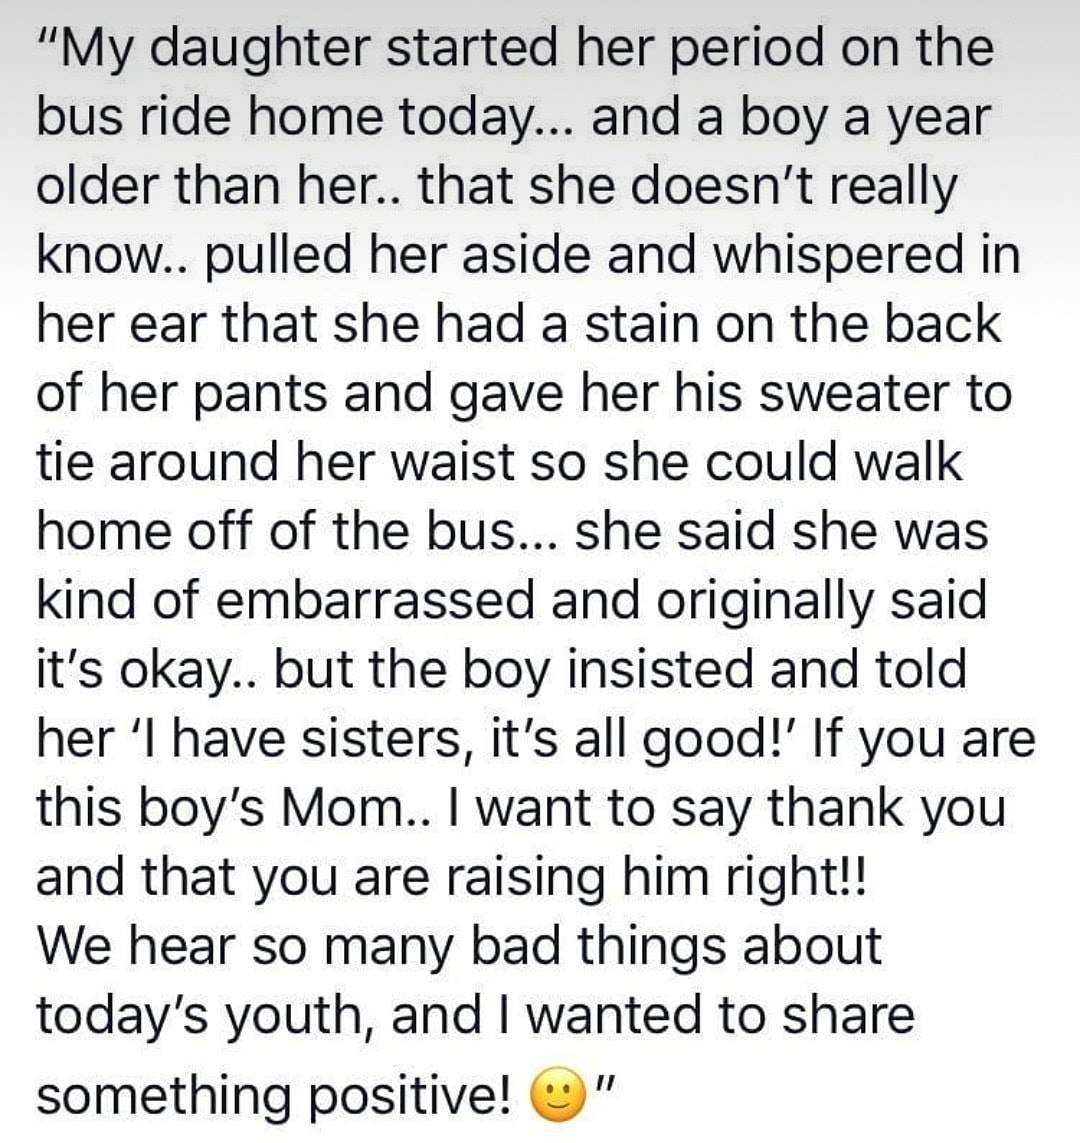 “My daughter started her period on the
bus ride home today... and a boy a year
older than her.. that she doesn’t really
know.. pulled her aside and whispered in
her ear that she had a stain on the back
of her pants and gave her his sweater to
tie around her waist so she could walk
home off of the bus... she said she was
kind of embarrassed and originally said
it’s okay.. but the boy insisted and told
her ‘I have sisters, it’s all good!’ If you are
this boy’s Mom.. I want to say thank you
and that you are raising him right!!
We hear so many bad things about
today’s youth, and I wanted to share
something positive! 🙂”